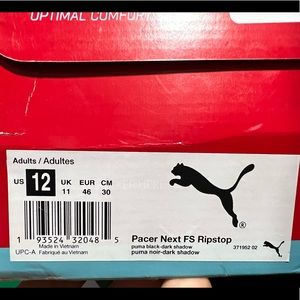 OPTIMAL COMFORT
Adults / Adultes
US 12 UK 11 EUR 46 CM 30
1 93524 32048 5
Made in Vietnam
UPC-A Fabriqué au Vietnam
Pacer Next FS Ripstop
puma black-dark shadow
puma noir-dark shadow
371952 02